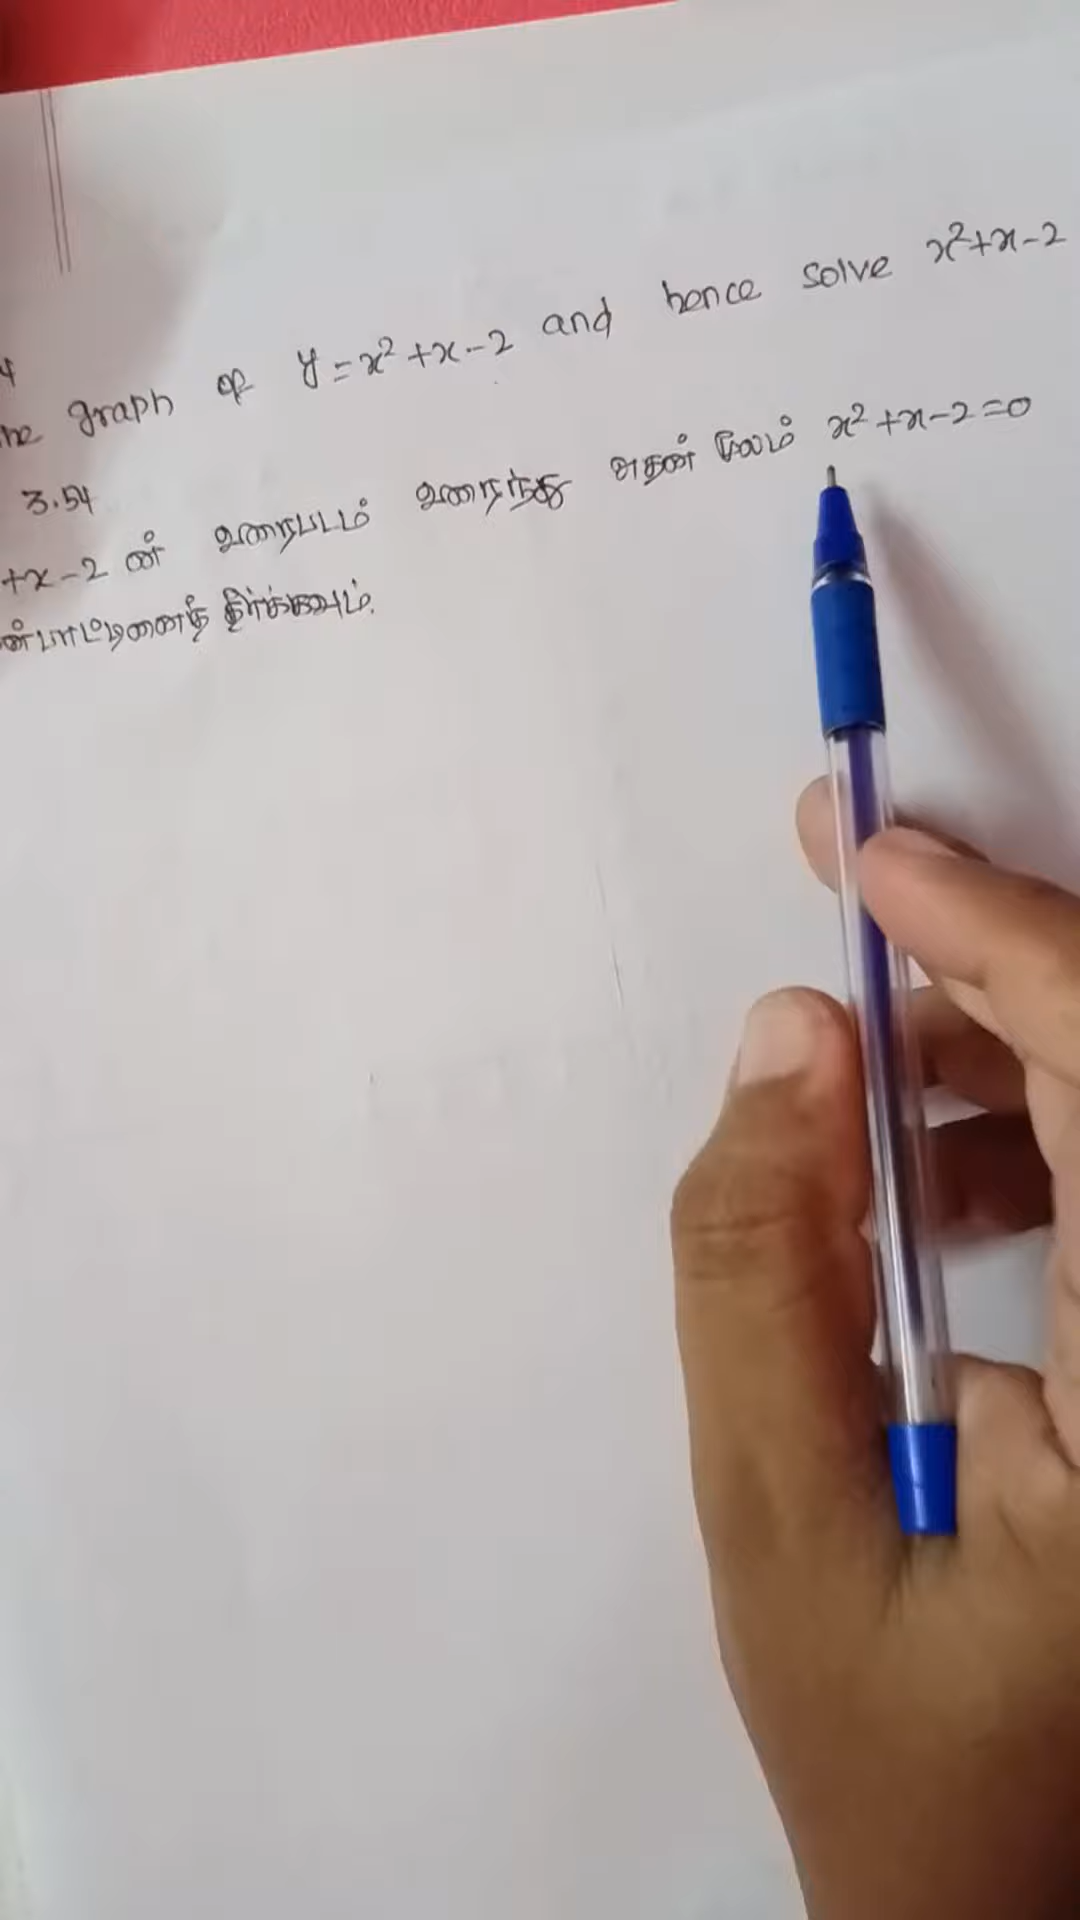 4
he graph of y = x² + x - 2 and hence solve x² + x - 2
3.54
+x-2 ன் வரைபடம் வரைந்து அதன் மூலம் x² + x - 2 = 0
ன்பாட்டினைத் தீர்க்கவும்.